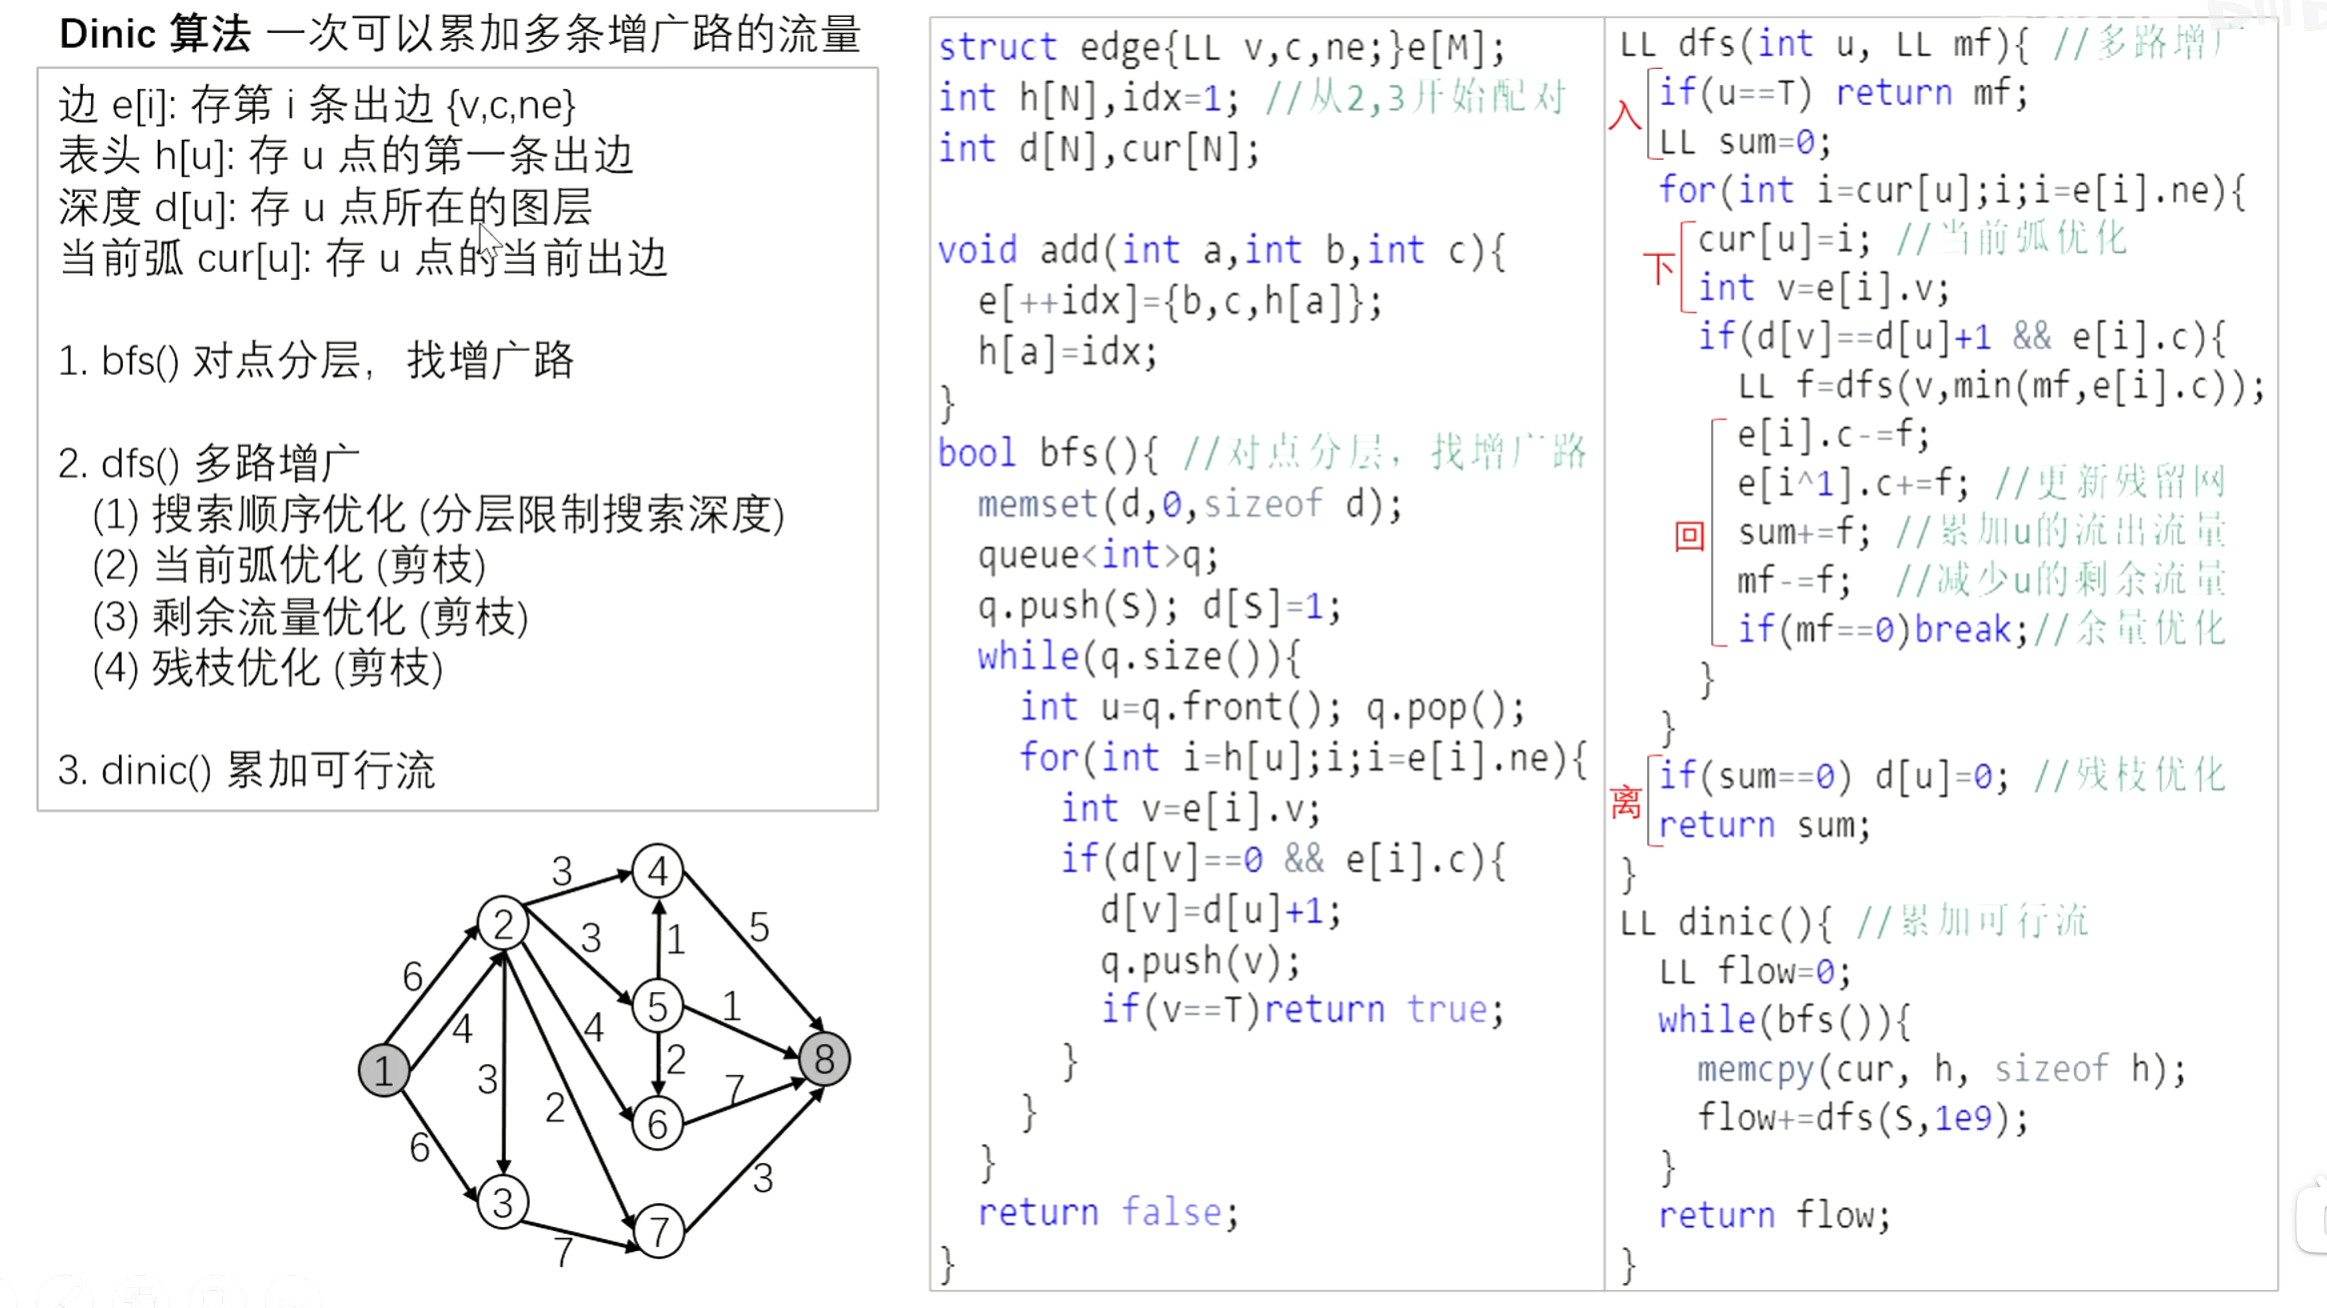 Dinic 算法 一次可以累加多条增广路的流量
边 e[i]: 存第 i 条出边 {v,c,ne}
表头 h[u]: 存 u 点的第一条出边
深度 d[u]: 存 u 点所在的图层
当前弧 cur[u]: 存 u 点的当前出边
1. bfs() 对点分层，找增广路
2. dfs() 多路增广
(1) 搜索顺序优化 (分层限制搜索深度)
(2) 当前弧优化 (剪枝)
(3) 剩余流量优化 (剪枝)
(4) 残枝优化 (剪枝)
3. dinic() 累加可行流
3
4
2
3
1
5
6
5
1
4
4
8
1
3
2
7
2
6
6
3
3
7
7
struct edge{LL v,c,ne;}e[M];
int h[N],idx=1; //从2,3开始配对
int d[N],cur[N];
void add(int a,int b,int c){
e[++idx]={b,c,h[a]};
h[a]=idx;
}
bool bfs(){ //对点分层，找增广路
memset(d,0,sizeof d);
queue<int>q;
q.push(S); d[S]=1;
while(q.size()){
int u=q.front(); q.pop();
for(int i=h[u];i;i=e[i].ne){
int v=e[i].v;
if(d[v]==0 && e[i].c){
d[v]=d[u]+1;
q.push(v);
if(v==T)return true;
}
}
}
return false;
}
LL dfs(int u, LL mf){ //多路增广
入
if(u==T) return mf;
LL sum=0;
for(int i=cur[u];i;i=e[i].ne){
下
cur[u]=i; //当前弧优化
int v=e[i].v;
if(d[v]==d[u]+1 && e[i].c){
LL f=dfs(v,min(mf,e[i].c));
回
e[i].c-=f;
e[i^1].c+=f; //更新残留网
sum+=f; //累加u的流出流量
mf-=f; //减少u的剩余流量
if(mf==0)break;//余量优化
}
}
离
if(sum==0) d[u]=0; //残枝优化
return sum;
}
LL dinic(){ //累加可行流
LL flow=0;
while(bfs()){
memcpy(cur, h, sizeof h);
flow+=dfs(S,1e9);
}
return flow;
}